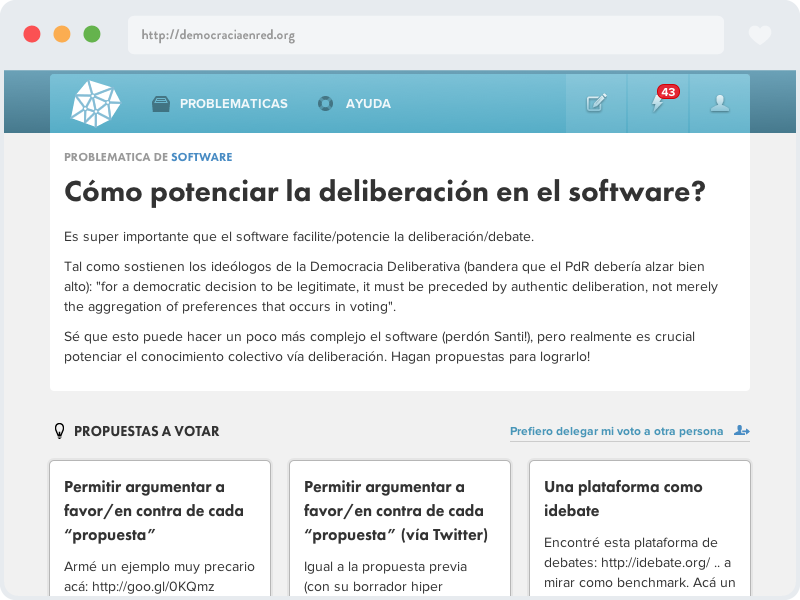 http://democraciaenred.org
PROBLEMATICAS
AYUDA
43
PROBLEMATICA DE SOFTWARE
Cómo potenciar la deliberación en el software?
Es super importante que el software facilite/potencie la deliberación/debate.
Tal como sostienen los ideólogos de la Democracia Deliberativa (bandera que el PdR debería alzar bien
alto): "for a democratic decision to be legitimate, it must be preceded by authentic deliberation, not merely
the aggregation of preferences that occurs in voting".
Sé que esto puede hacer un poco más complejo el software (perdón Santi!), pero realmente es crucial
potenciar el conocimiento colectivo vía deliberación. Hagan propuestas para lograrlo!
PROPUESTAS A VOTAR
Prefiero delegar mi voto a otra persona
Permitir argumentar a
favor/en contra de cada
“propuesta”
Armé un ejemplo muy precario
acá: http://goo.gl/0KQmz
Permitir argumentar a
favor/en contra de cada
“propuesta” (vía Twitter)
Igual a la propuesta previa
(con su borrador hiper
Una plataforma como
idebate
Encontré esta plataforma de
debates: http://idebate.org/ .. a
mirar como benchmark. Acá un